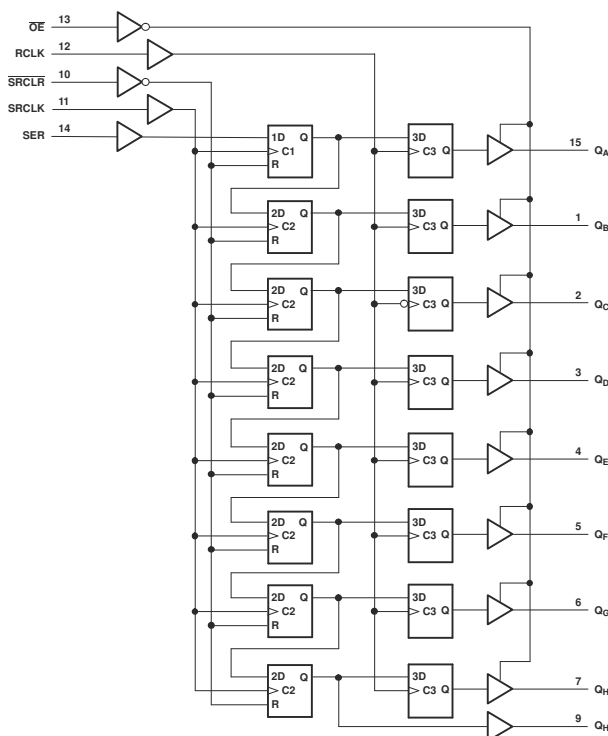 OE 13
RCLK 12
SRCLR 10
SRCLK 11
SER 14
1D Q 3D
C1 C3 Q 15 QA
R
2D Q 3D
C2 C3 Q 1 QB
R
2D Q 3D
C2 C3 Q 2 QC
R
2D Q 3D
C2 C3 Q 3 QD
R
2D Q 3D
C2 C3 Q 4 QE
R
2D Q 3D
C2 C3 Q 5 QF
R
2D Q 3D
C2 C3 Q 6 QG
R
2D Q 3D
C2 C3 Q 7 QH
R
9 QH